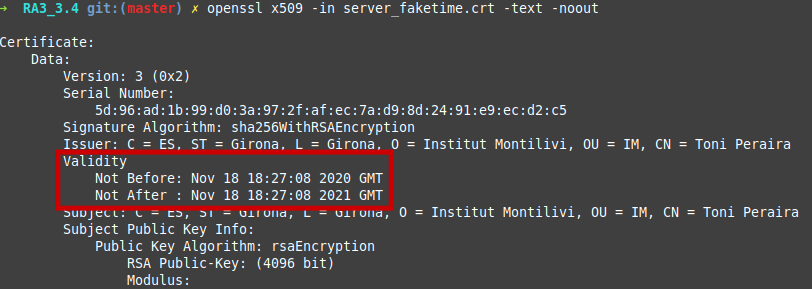 → RA3_3.4 git:(master) ✗ openssl x509 -in server_faketime.crt -text -noout
Certificate:
Data:
Version: 3 (0x2)
Serial Number:
5d:96:ad:1b:99:d0:3a:97:2f:af:ec:7a:d9:8d:24:91:e9:ec:d2:c5
Signature Algorithm: sha256WithRSAEncryption
Issuer: C = ES, ST = Girona, L = Girona, O = Institut Montilivi, OU = IM, CN = Toni Peraira
Validity
Not Before: Nov 18 18:27:08 2020 GMT
Not After : Nov 18 18:27:08 2021 GMT
Subject: C = ES, ST = Girona, L = Girona, O = Institut Montilivi, OU = IM, CN = Toni Peraira
Subject Public Key Info:
Public Key Algorithm: rsaEncryption
RSA Public-Key: (4096 bit)
Modulus: